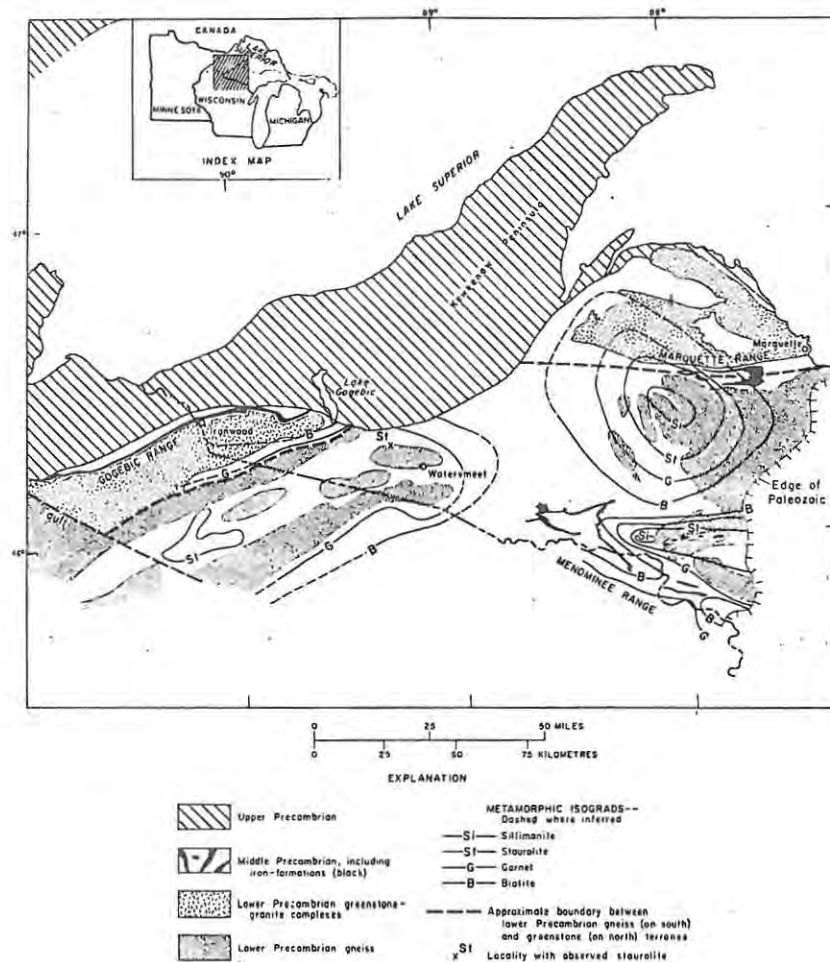 89°
88°
CANADA
LAKE
SUPERIOR
MINNESOTA
WISCONSIN
MICHIGAN
INDEX MAP
90°
LAKE SUPERIOR
Keweenaw Peninsula
47°
Marquette
MARQUETTE RANGE
Lake
Gogebic
Ironwood
GOGEBIC RANGE
B
G
St
x
Watersmeet
Si
St
G
B
Edge of
Paleozoic
46°
St
G
B
B
Si
St
G
B
MENOMINEE RANGE
B
G
0 25 50 MILES
0 25 50 75 KILOMETRES
EXPLANATION
Upper Precambrian
Middle Precambrian, including
iron-formations (black)
Lower Precambrian greenstone-
granite complexes
Lower Precambrian gneiss
METAMORPHIC ISOGRADS--
Dashed where inferred
Si Sillimanite
St Staurolite
G Garnet
B Biotite
Approximate boundary between
lower Precambrian gneiss (on south)
and greenstone (on north) terranes
x St Locality with observed staurolite